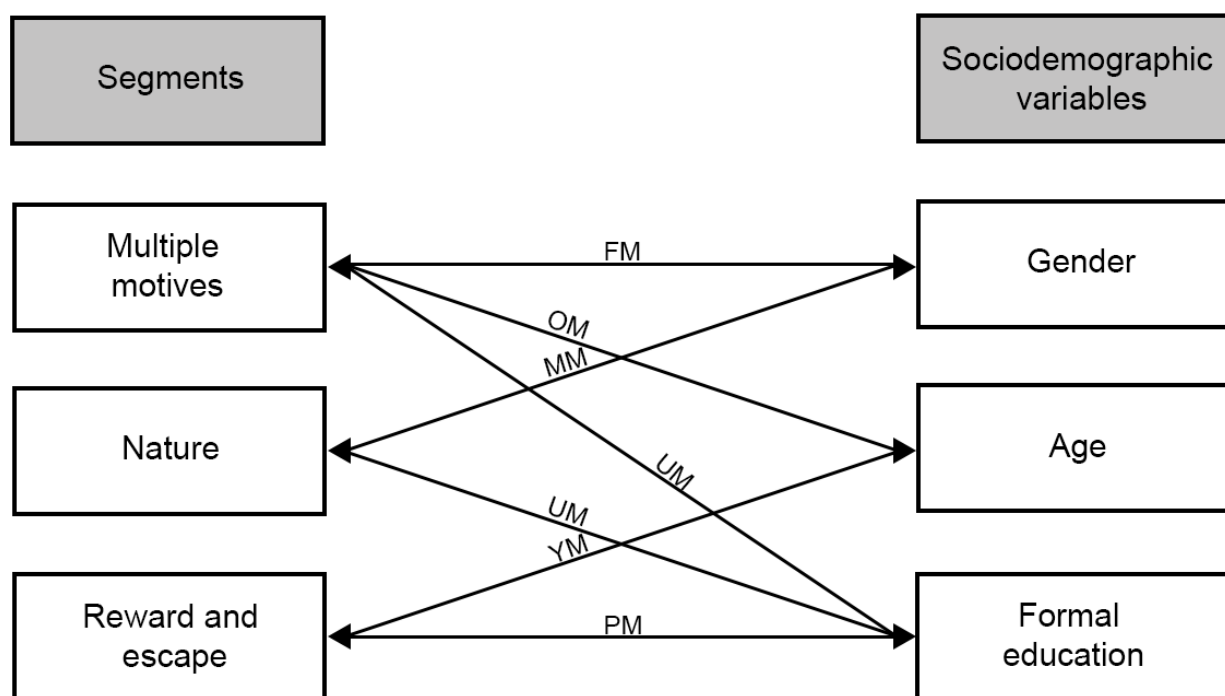 Segments
Sociodemographic
variables
Multiple
motives
FM
Gender
OM
MM
Nature
UM
Age
UM
YM
Reward and
escape
PM
Formal
education